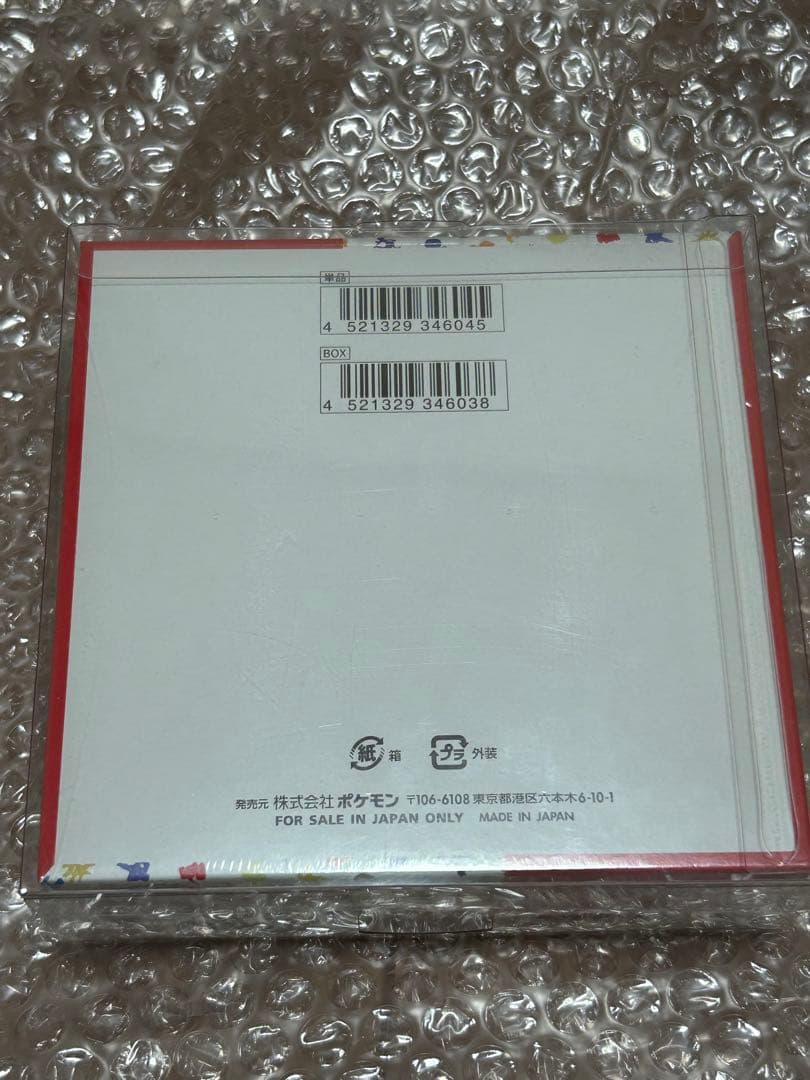 単品
4 521329 346045
BOX
4 521329 346038
紙 箱 プラ 外装
発売元 株式会社 ポケモン 〒106-6108 東京都港区六本木6-10-1
FOR SALE IN JAPAN ONLY MADE IN JAPAN